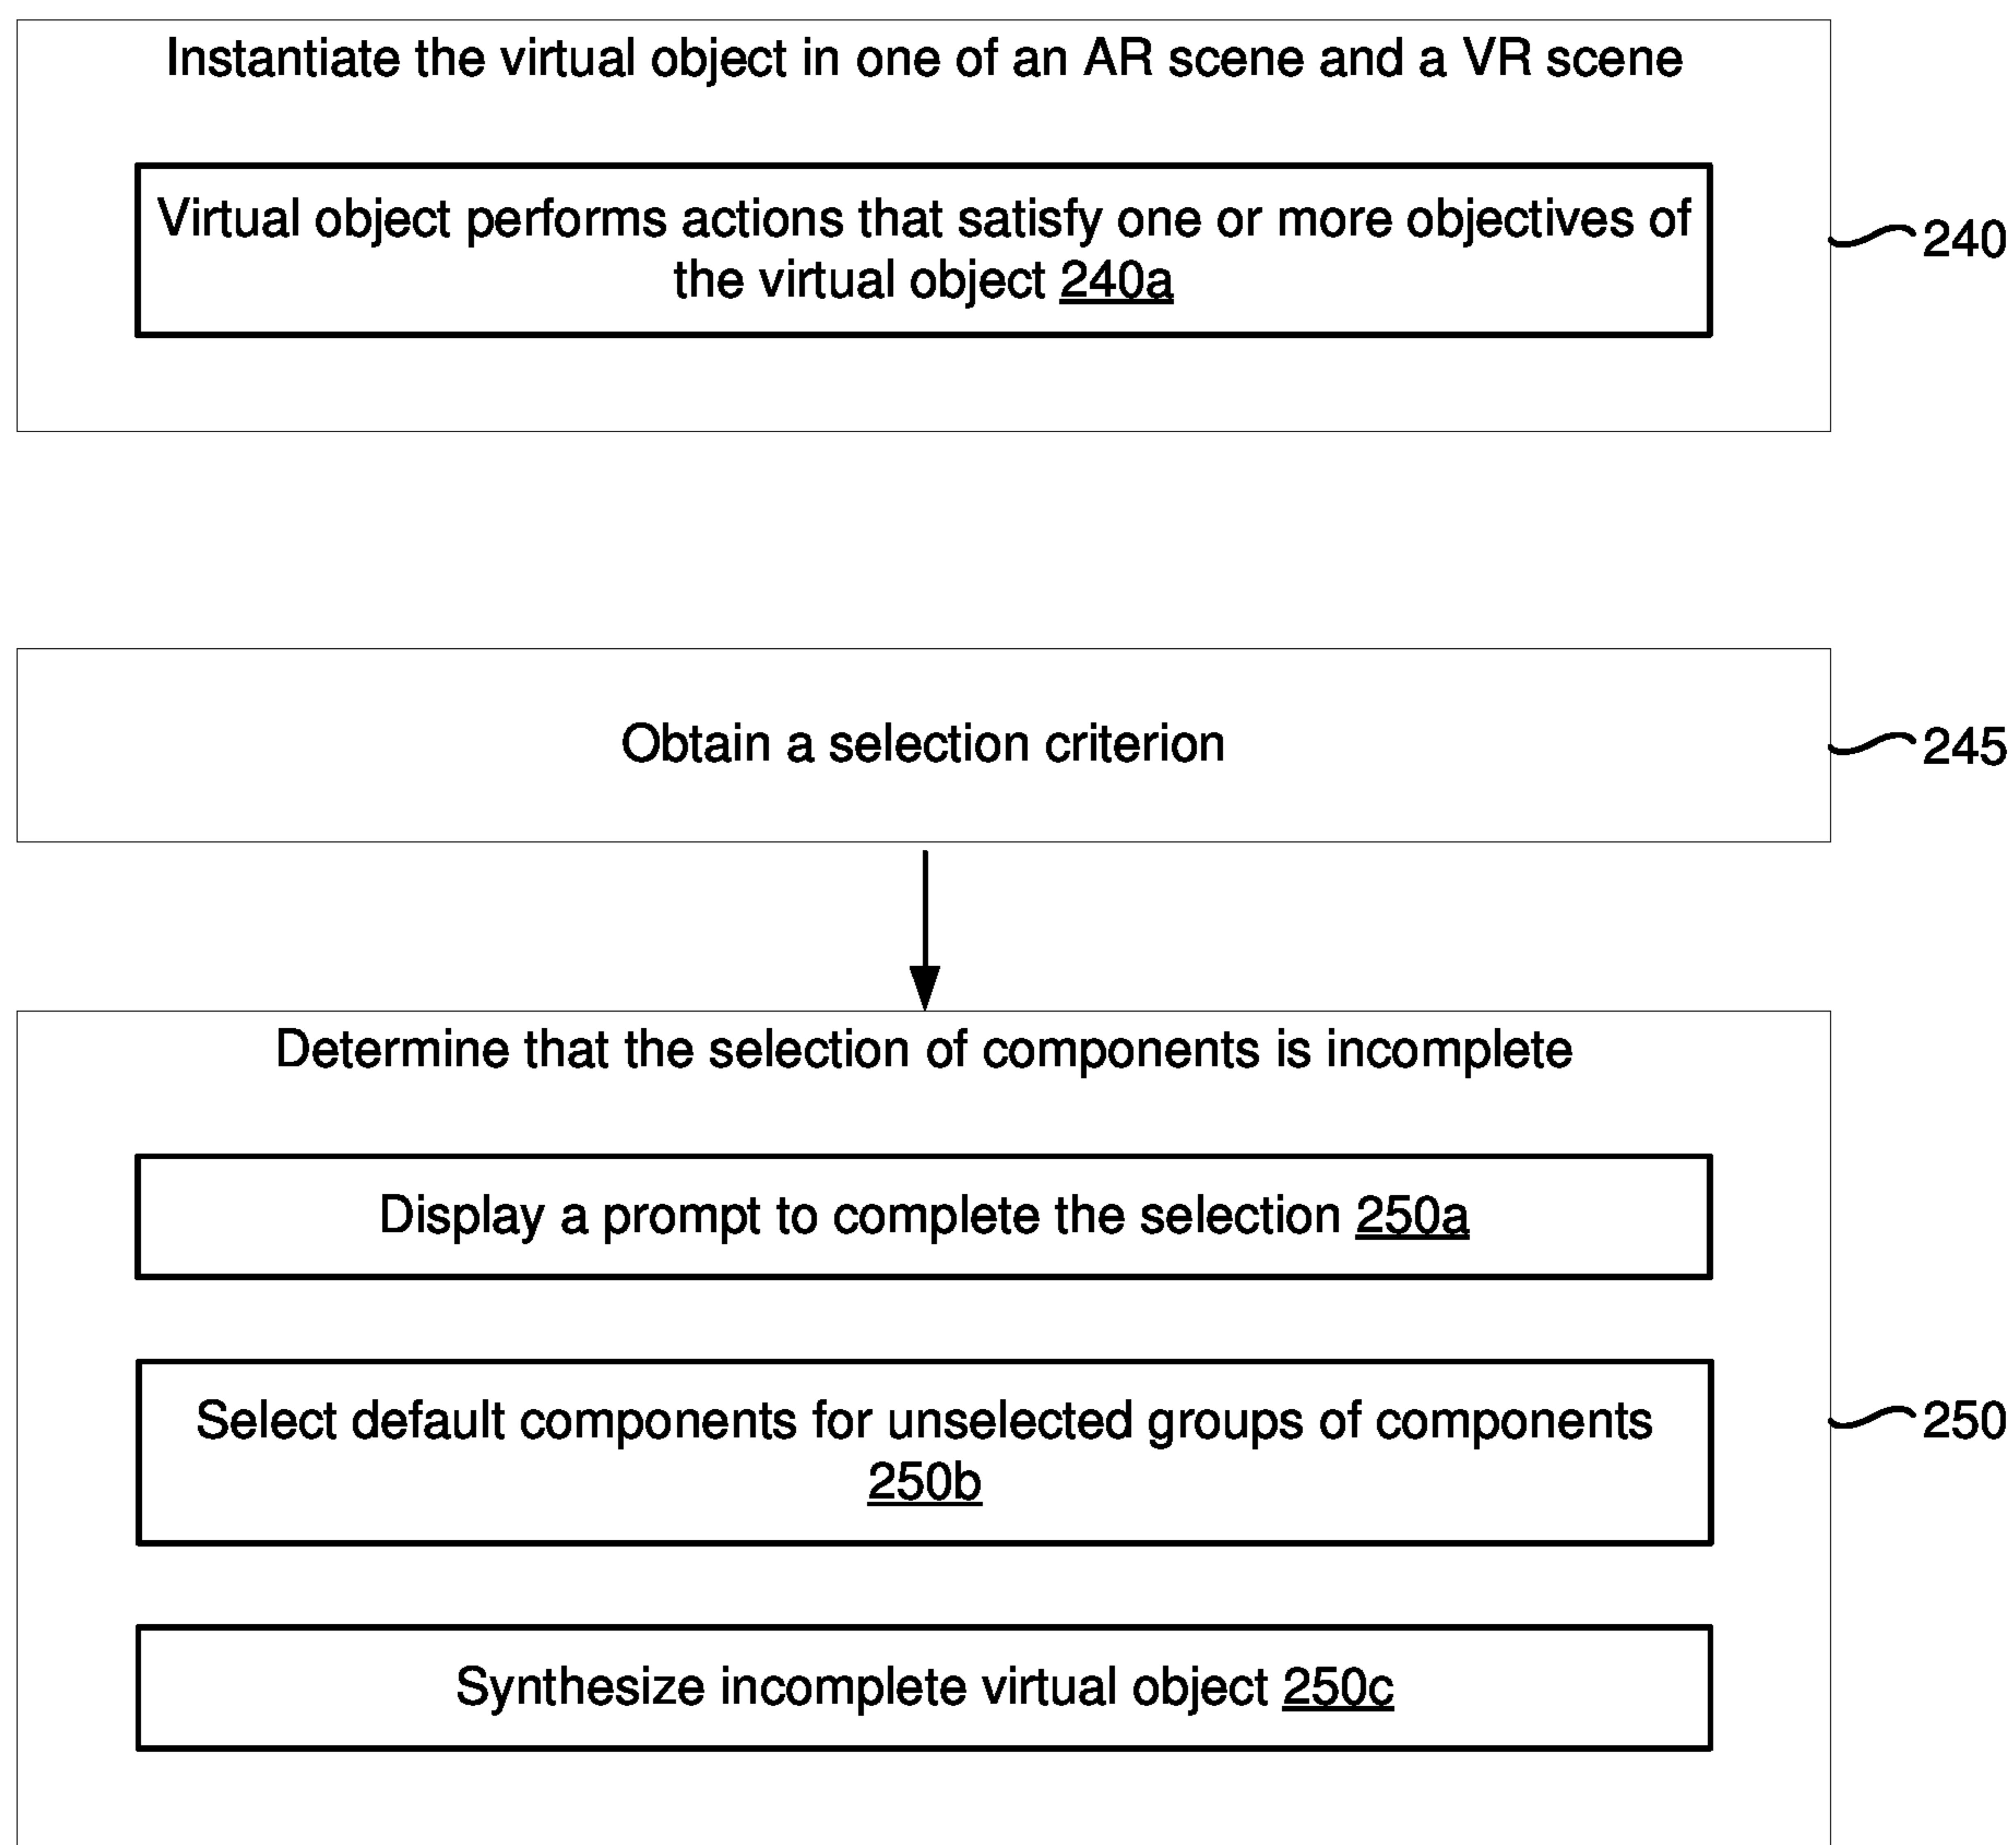 Instantiate the virtual object in one of an AR scene and a VR scene
Virtual object performs actions that satisfy one or more objectives of
the virtual object 240a
240
Obtain a selection criterion
245
Determine that the selection of components is incomplete
Display a prompt to complete the selection 250a
Select default components for unselected groups of components
250b
250
Synthesize incomplete virtual object 250c